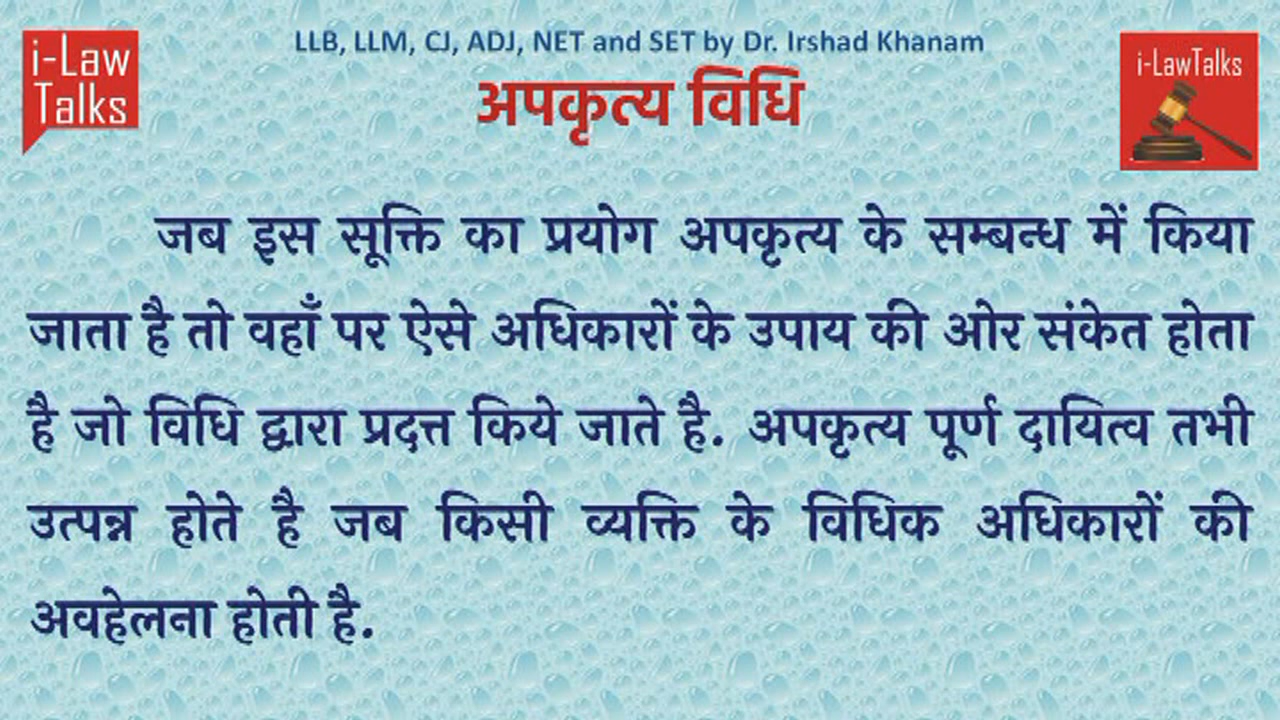 i-Law
Talks
LLB, LLM, CJ, ADJ, NET and SET by Dr. Irshad Khanam
i-LawTalks
अपकृत्य विधि
जब इस सूक्ति का प्रयोग अपकृत्य के सम्बन्ध में किया
जाता है तो वहाँ पर ऐसे अधिकारों के उपाय की ओर संकेत होता
है जो विधि द्वारा प्रदत्त किये जाते है. अपकृत्य पूर्ण दायित्व तभी
उत्पन्न होते है जब किसी व्यक्ति के विधिक अधिकारों की
अवहेलना होती है.